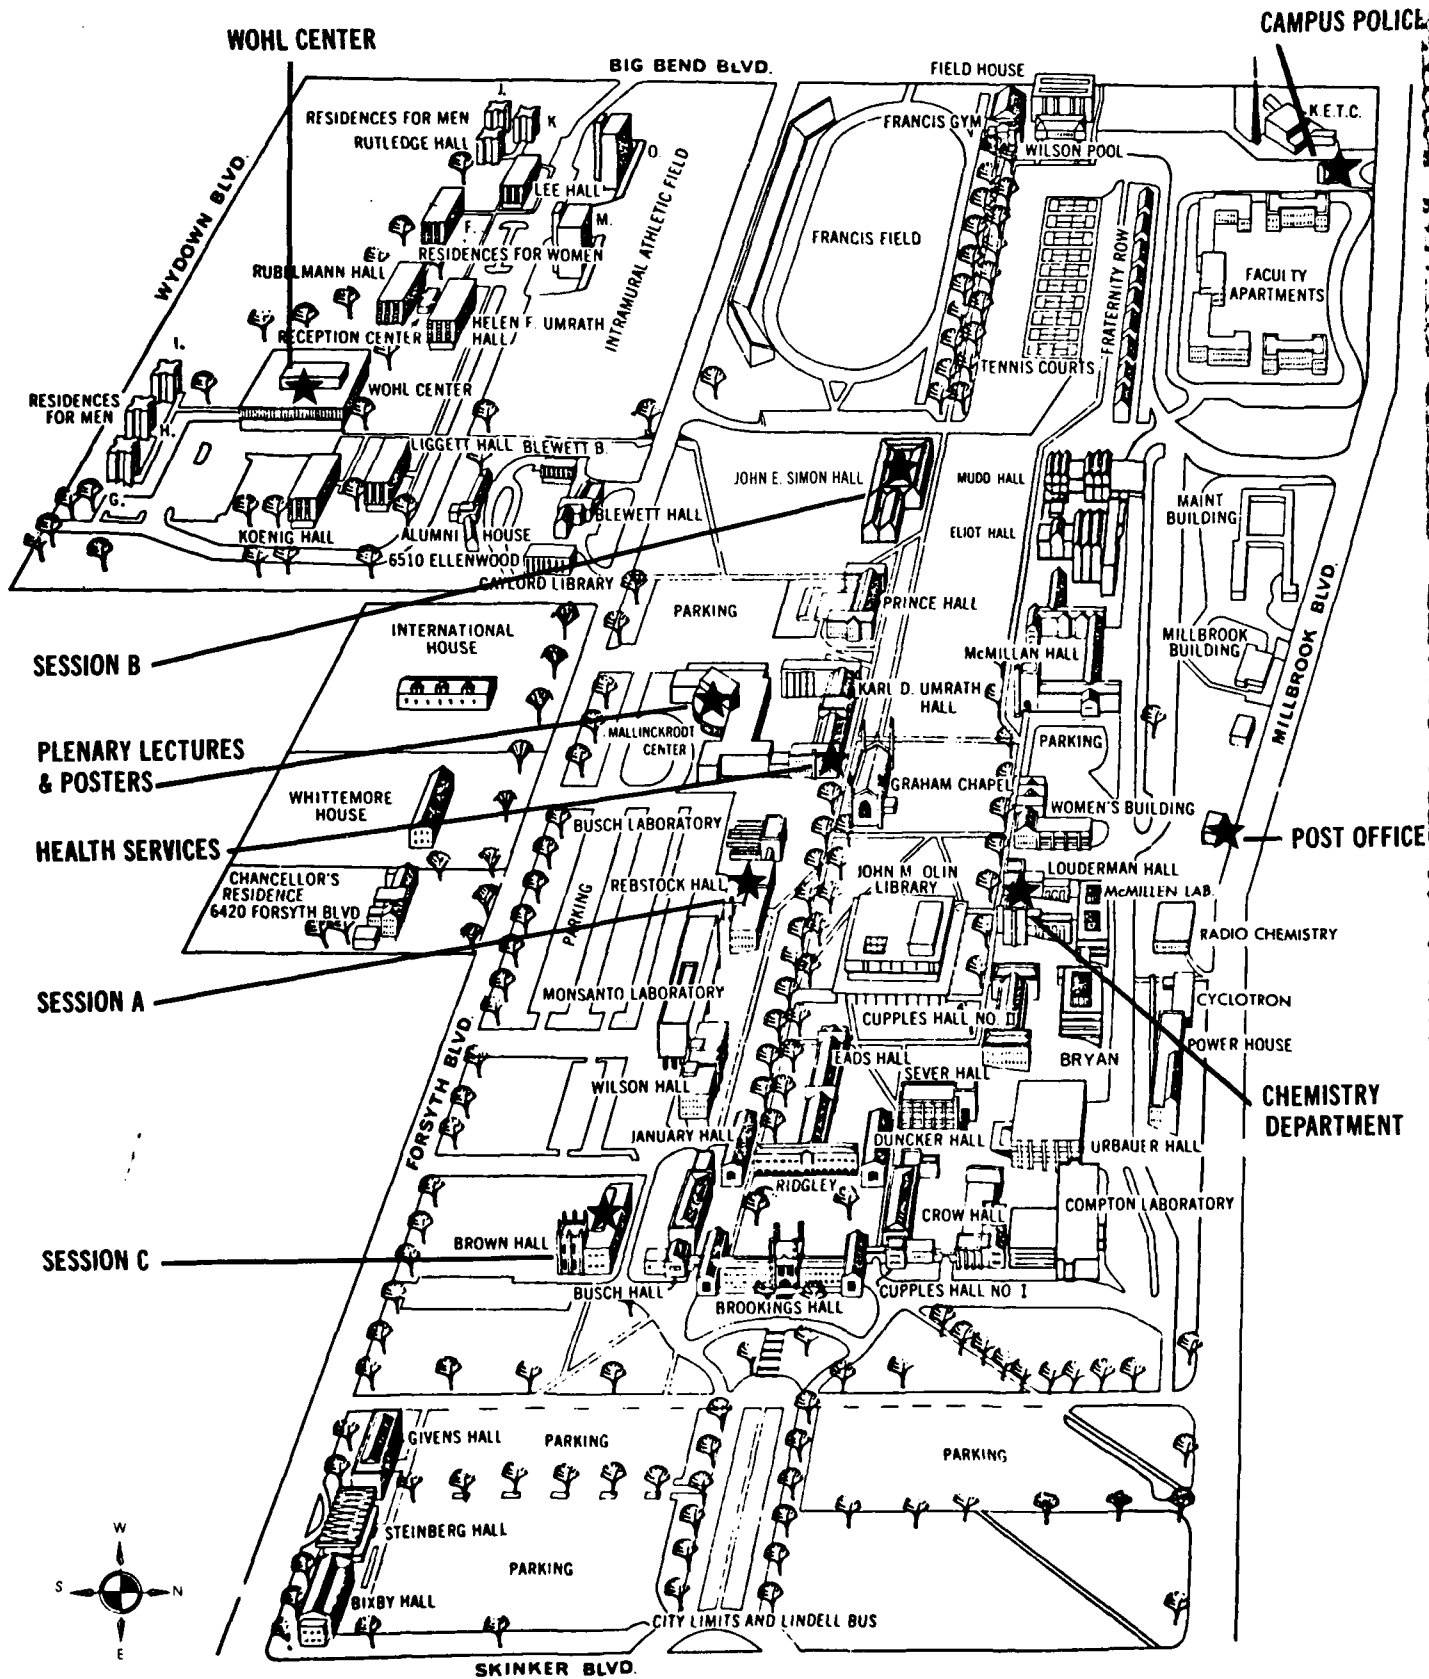 WOHL CENTER
CAMPUS POLICE
BIG BEND BLVD.
FIELD HOUSE
J.
RESIDENCES FOR MEN
K
RUTLEDGE HALL
FRANCIS GYM
K.E.T.C.
WILSON POOL
O.
LEE HALL
WYDOWN BLVD.
F.
M.
INTRAMURAL ATHLETIC FIELD
FRANCIS FIELD
RESIDENCES FOR WOMEN
RUBELMANN HALL
FRATERNITY ROW
FACULTY
APARTMENTS
HELEN F. UMRATH
HALL
RECEPTION CENTER
I.
WOHL CENTER
TENNIS COURTS
RESIDENCES
FOR MEN
H.
LIGGETT HALL
BLEWETT B.
JOHN E. SIMON HALL
MUDD HALL
G.
MAINT
BUILDING
KOENIG HALL
ALUMNI HOUSE
BLEWETT HALL
ELIOT HALL
6510 ELLENWOOD
GAYLORD LIBRARY
PARKING
PRINCE HALL
INTERNATIONAL
HOUSE
MILLBROOK
BUILDING
MILLBROOK BLVD.
SESSION B
McMILLAN HALL
KARL D. UMRATH
HALL
PLENARY LECTURES
& POSTERS
MALLINCKRODT
CENTER
PARKING
GRAHAM CHAPEL
WHITTEMORE
HOUSE
WOMEN'S BUILDING
BUSCH LABORATORY
HEALTH SERVICES
POST OFFICE
CHANCELLOR'S
RESIDENCE
6420 FORSYTH BLVD
REBSTOCK HALL
JOHN M. OLIN
LIBRARY
LOUDERMAN HALL
McMILLEN LAB.
PARKING
RADIO CHEMISTRY
SESSION A
MONSANTO LABORATORY
CYCLOTRON
CUPPLES HALL NO. II
POWER HOUSE
FORSYTH BLVD.
EADS HALL
BRYAN
SEVER HALL
WILSON HALL
CHEMISTRY
DEPARTMENT
JANUARY HALL
DUNCKER HALL
URBAUER HALL
RIDGLEY
CROW HALL
COMPTON LABORATORY
BROWN HALL
SESSION C
BUSCH HALL
BROOKINGS HALL
CUPPLES HALL NO I
GIVENS HALL
PARKING
PARKING
STEINBERG HALL
PARKING
W
S
N
E
BIXBY HALL
CITY LIMITS AND LINDELL BUS
SKINKER BLVD.